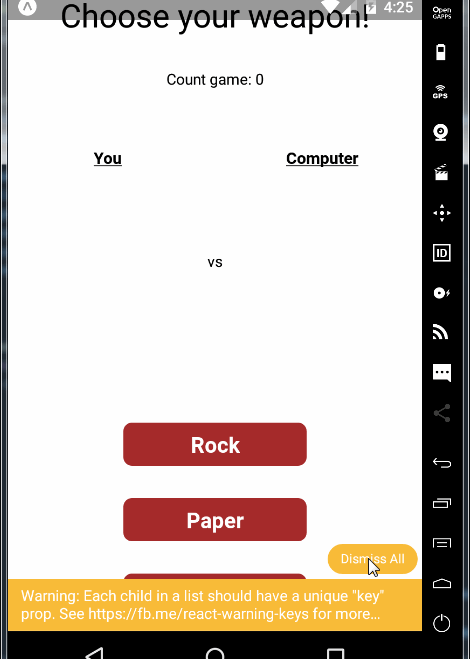 4:25
Choose your weapon!
Count game: 0
You
Computer
vs
Rock
Paper
Dismiss All
Warning: Each child in a list should have a unique "key"
prop. See https://fb.me/react-warning-keys for more...
Open
GAPPS
GPS
ID